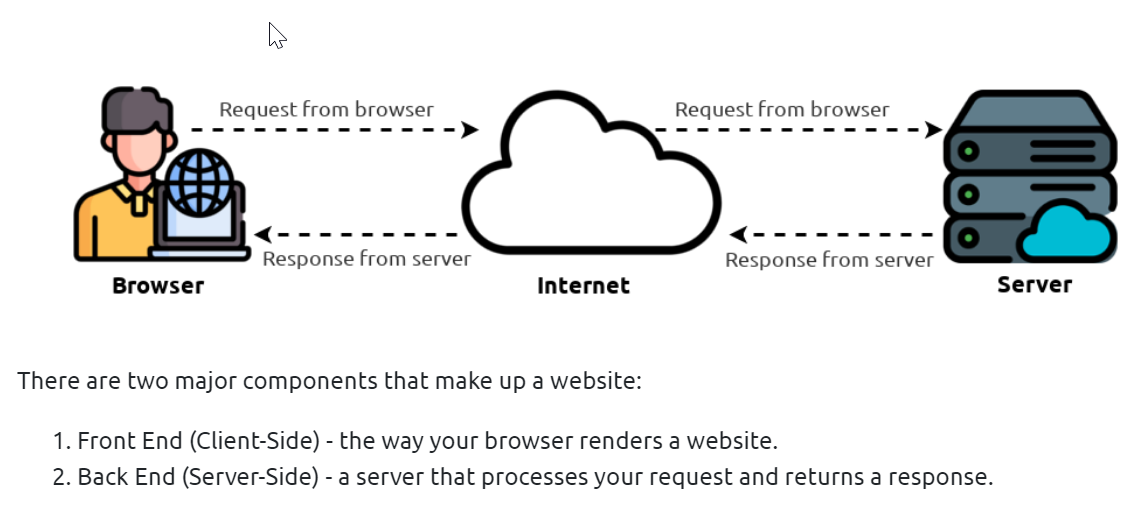 Request from browser
Request from browser
Response from server
Response from server
Browser
Internet
Server
There are two major components that make up a website:
1. Front End (Client-Side) - the way your browser renders a website.
2. Back End (Server-Side) - a server that processes your request and returns a response.